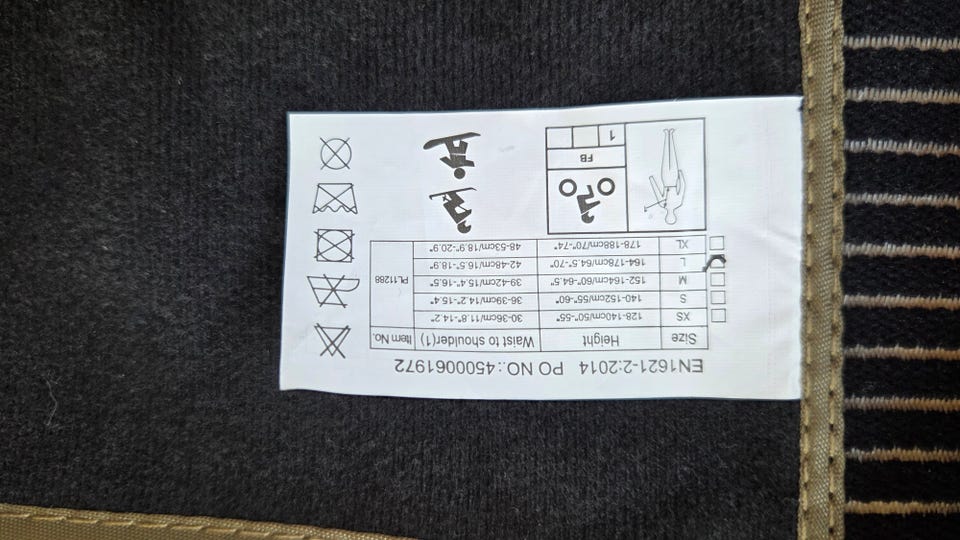 EN1621-2:2014 PO NO.:4500061972
Size Height Waist to shoulder(1) Item No.
XS 128-140cm/50"-55" 30-36cm/11.8"-14.2"
S 140-152cm/55"-60" 36-39cm/14.2"-15.4"
M 152-164cm/60"-64.5" 39-42cm/15.4"-16.5" PL11288
L 164-178cm/64.5"-70" 42-48cm/16.5"-18.9"
XL 178-188cm/70"-74" 48-53cm/18.9"-20.9"
FB
1